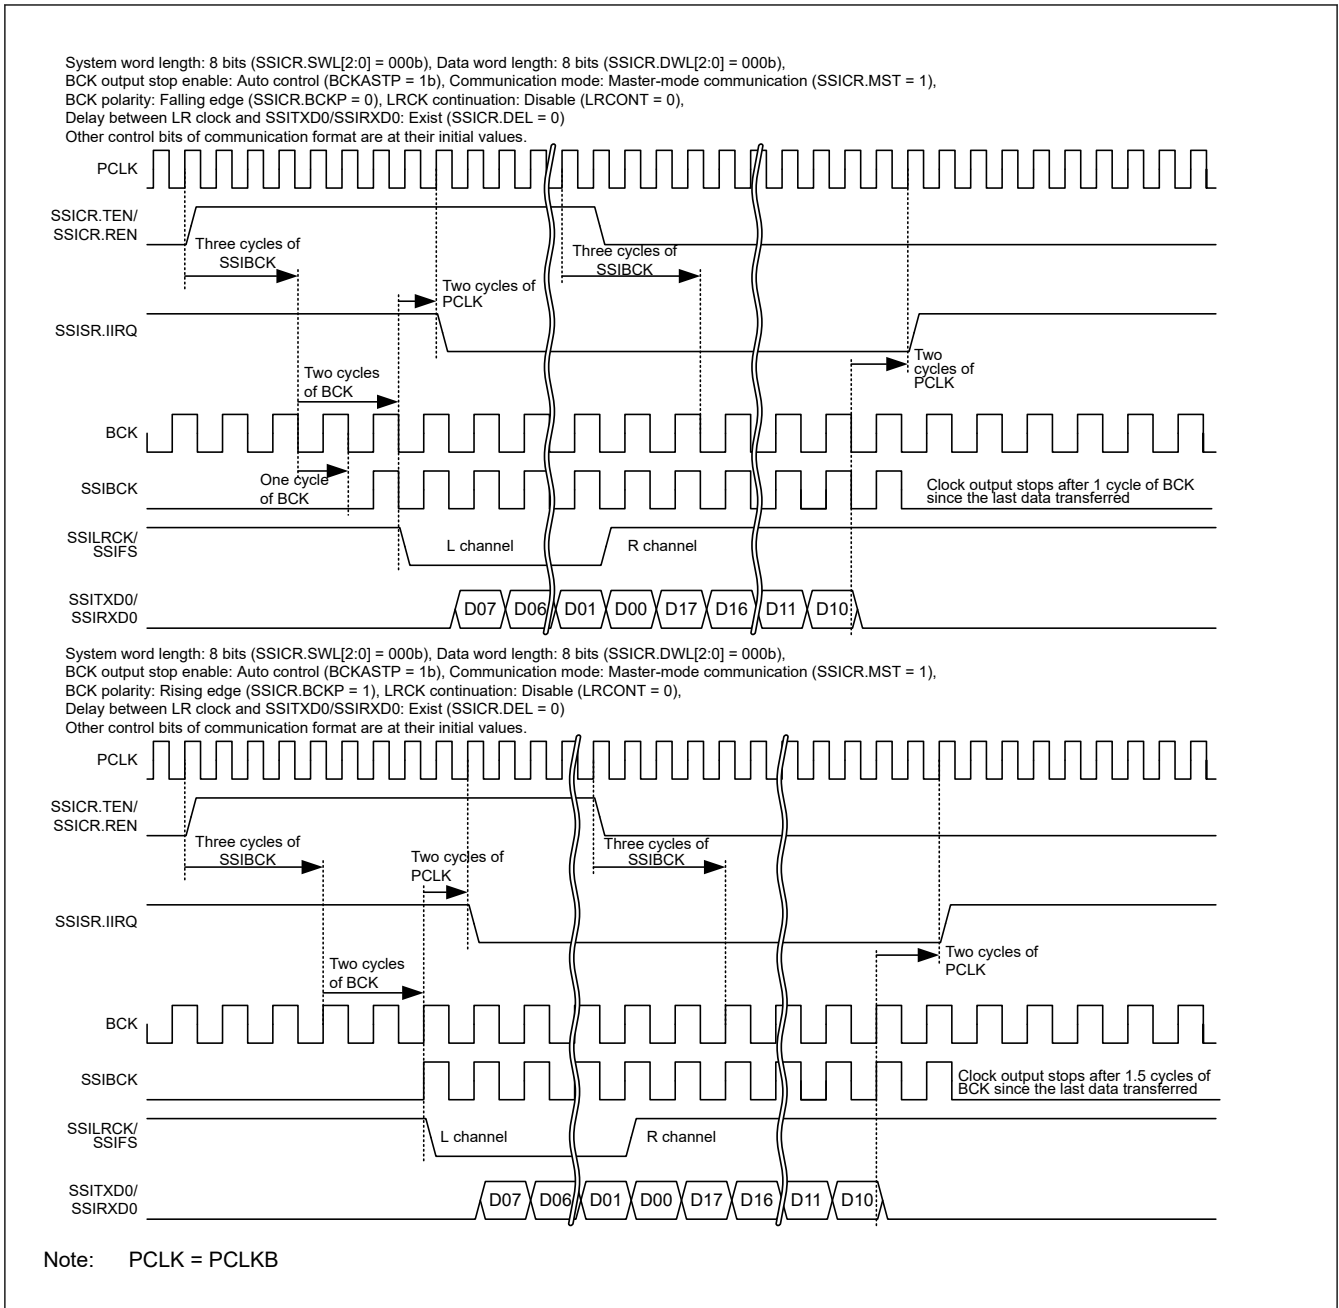 System word length: 8 bits (SSICR.SWL[2:0] = 000b), Data word length: 8 bits (SSICR.DWL[2:0] = 000b),
BCK output stop enable: Auto control (BCKASTP = 1b), Communication mode: Master-mode communication (SSICR.MST = 1),
BCK polarity: Falling edge (SSICR.BCKP = 0), LRCK continuation: Disable (LRCONT = 0),
Delay between LR clock and SSITXD0/SSIRXD0: Exist (SSICR.DEL = 0)
Other control bits of communication format are at their initial values.
PCLK
SSICR.TEN/
SSICR.REN
Three cycles of
SSIBCK
Three cycles of
SSIBCK
Two cycles of
PCLK
SSISR.IIRQ
Two
cycles of
PCLK
Two cycles
of BCK
BCK
One cycle
of BCK
SSIBCK
Clock output stops after 1 cycle of BCK
since the last data transferred
SSILRCK/
SSIFS
L channel
R channel
SSITXD0/
SSIRXD0
D07 D06 D01 D00 D17 D16 D11 D10
System word length: 8 bits (SSICR.SWL[2:0] = 000b), Data word length: 8 bits (SSICR.DWL[2:0] = 000b),
BCK output stop enable: Auto control (BCKASTP = 1b), Communication mode: Master-mode communication (SSICR.MST = 1),
BCK polarity: Rising edge (SSICR.BCKP = 1), LRCK continuation: Disable (LRCONT = 0),
Delay between LR clock and SSITXD0/SSIRXD0: Exist (SSICR.DEL = 0)
Other control bits of communication format are at their initial values.
PCLK
SSICR.TEN/
SSICR.REN
Three cycles of
SSIBCK
Two cycles of
PCLK
Three cycles of
SSIBCK
SSISR.IIRQ
Two cycles of
PCLK
Two cycles
of BCK
BCK
SSIBCK
Clock output stops after 1.5 cycles of
BCK since the last data transferred
SSILRCK/
SSIFS
L channel
R channel
SSITXD0/
SSIRXD0
D07 D06 D01 D00 D17 D16 D11 D10
Note: PCLK = PCLKB